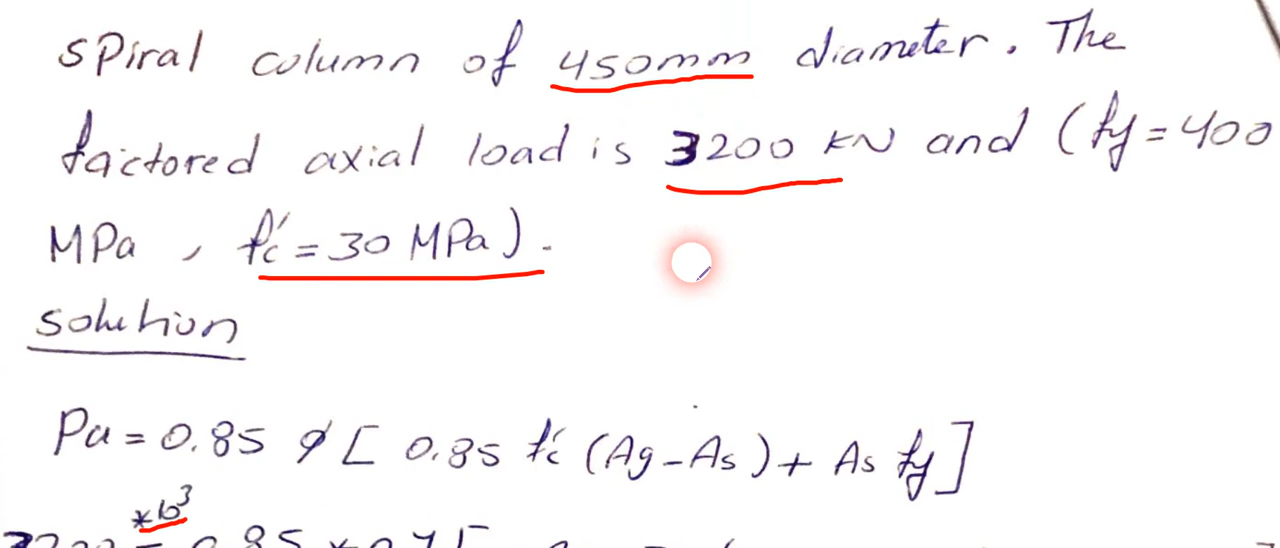 spiral column of 450mm diameter. The
factored axial load is 3200 KN and (fy=400
MPa , f'c=30 MPa).
solution
Pu=0.85 φ[ 0.85 f'c (Ag-As)+ As fy]
*10³